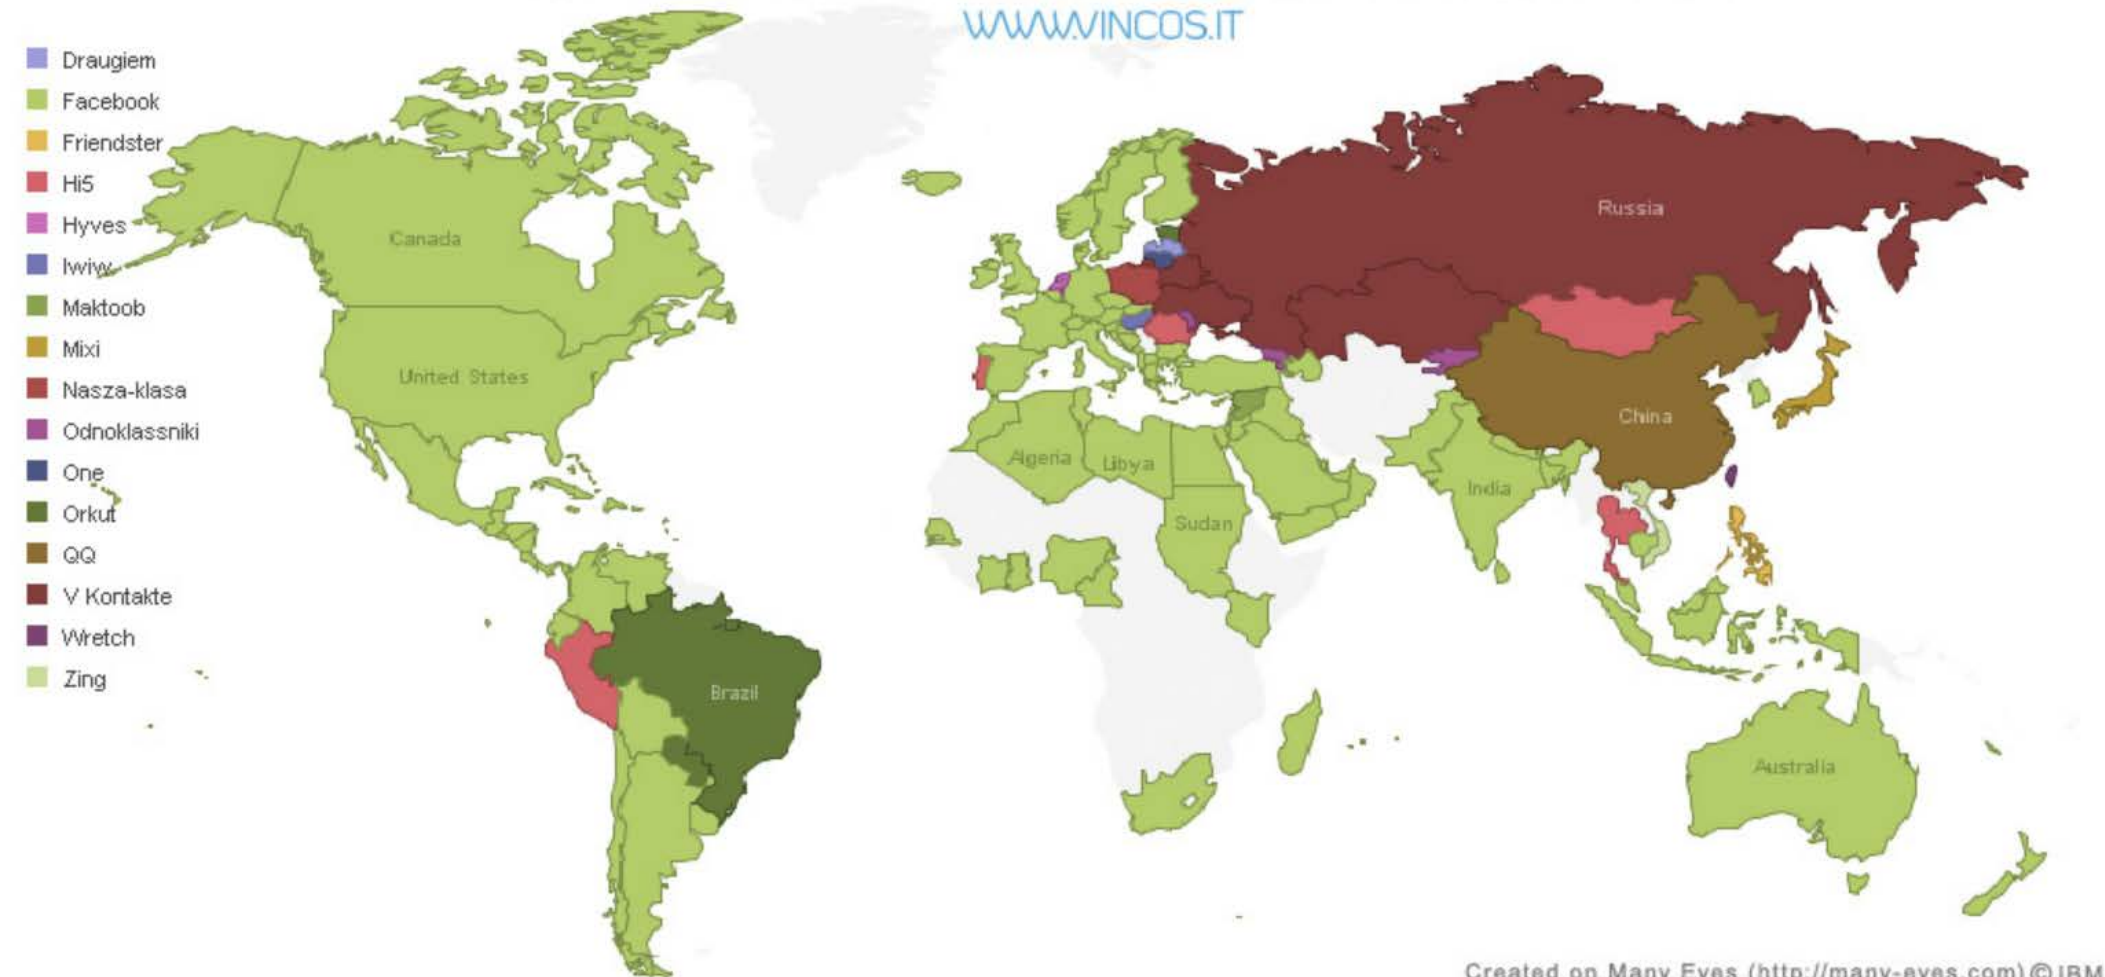 WWW.VINCOS.IT
Draugiem
Facebook
Friendster
Hi5
Hyves
Iwiw
Maktoob
Mixi
Nasza-klasa
Odnoklassniki
One
Orkut
QQ
V Kontakte
Wretch
Zing
Canada
United States
Brazil
Algeria
Libya
Sudan
Russia
China
India
Australia
Created on Many Eyes (http://many-eyes.com) © IBM